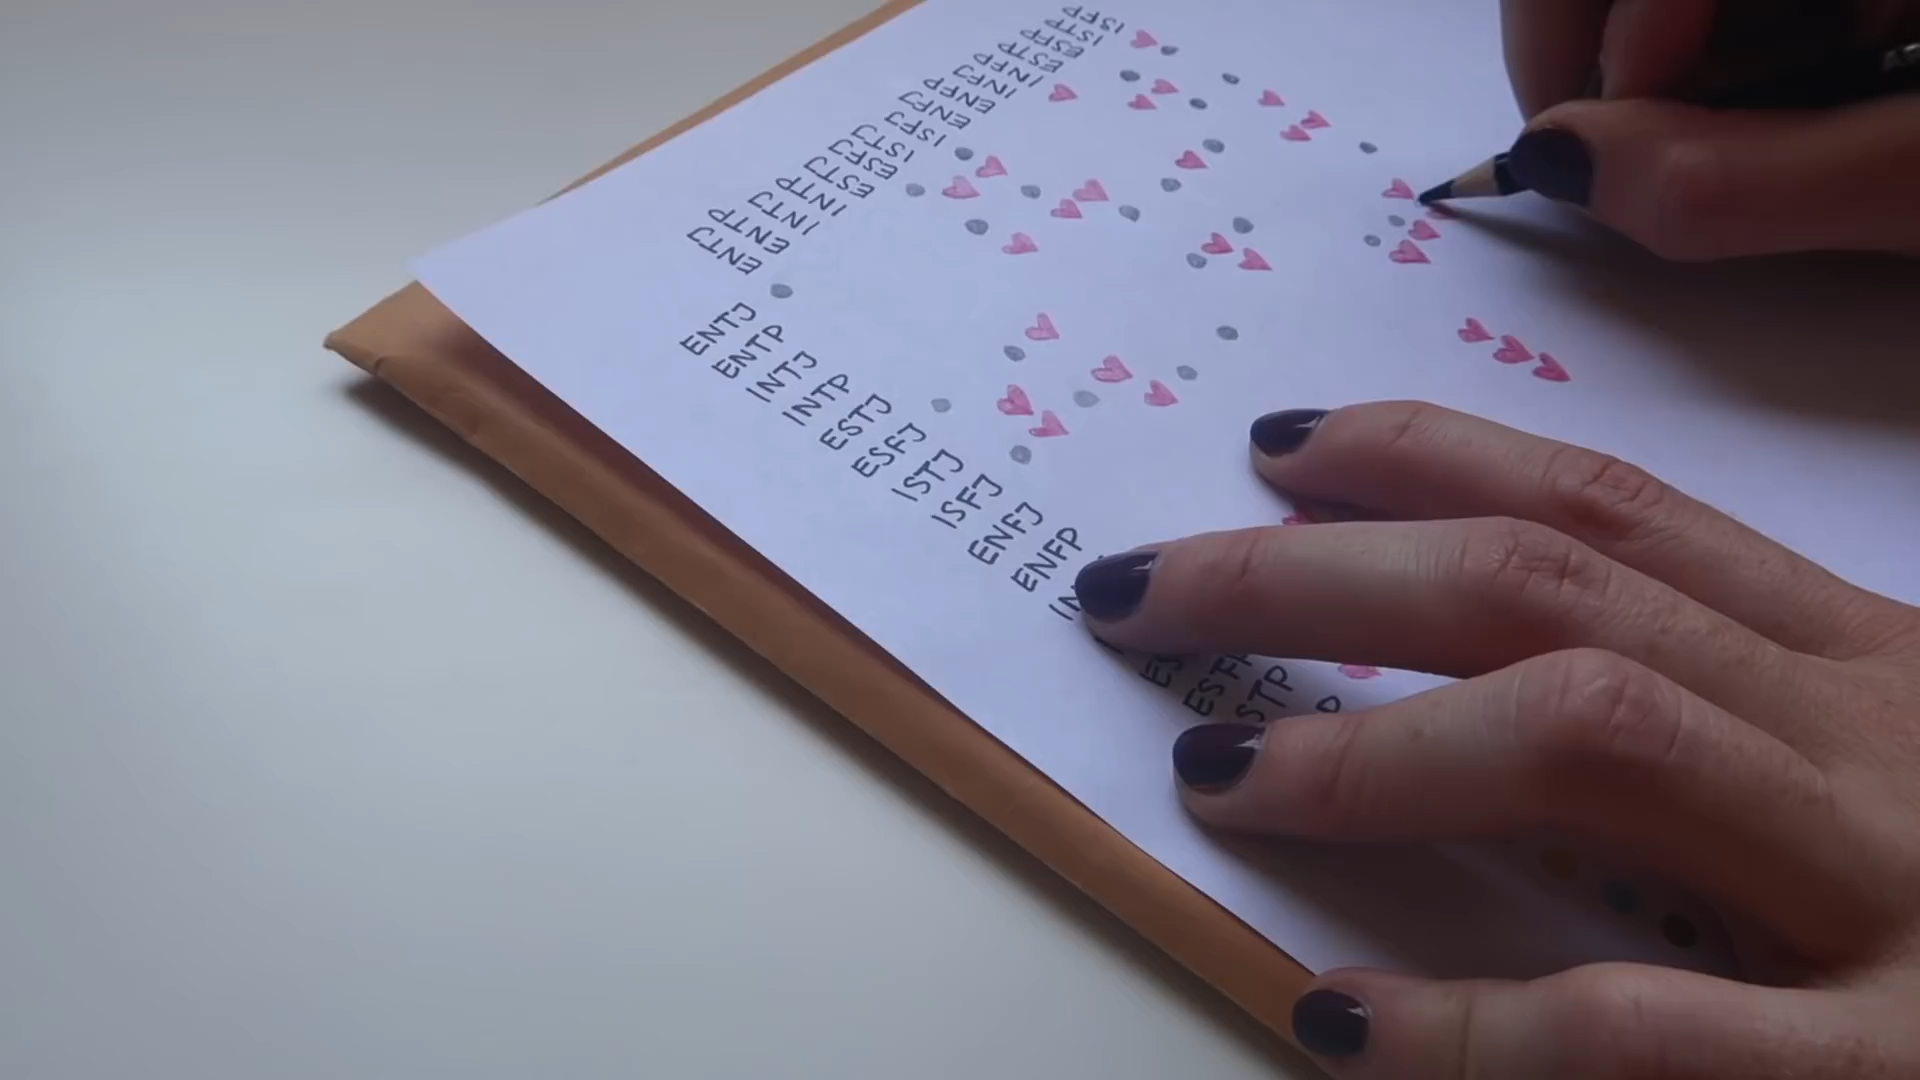 ISFP
ISTP
ESFP
ESTP
INFP
INFJ
ENFP
ENFJ
ISFJ
ISTJ
ESFJ
ESTJ
INTP
INTJ
ENTP
ENTJ
ENTJ
ENTP
INTJ
INTP
ESTJ
ESFJ
ISTJ
ISFJ
ENFJ
ENFP